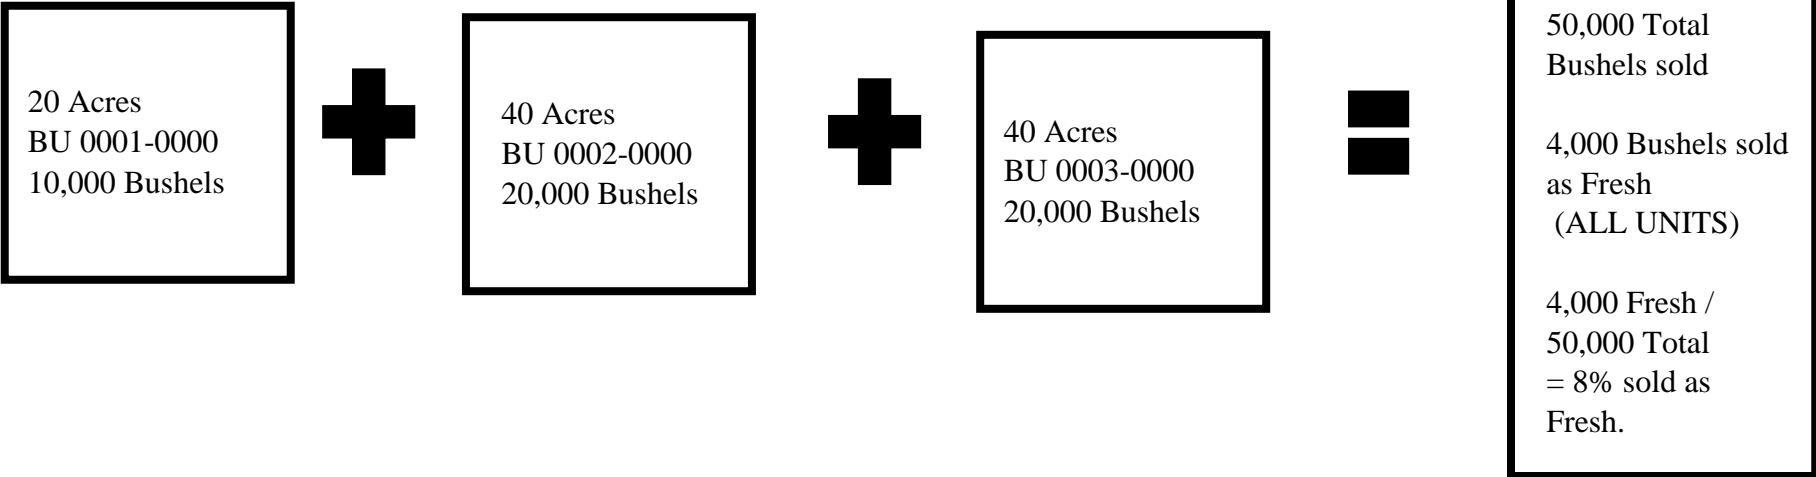 20 Acres
BU 0001-0000
10,000 Bushels
40 Acres
BU 0002-0000
20,000 Bushels
40 Acres
BU 0003-0000
20,000 Bushels
50,000 Total
Bushels sold
4,000 Bushels sold
as Fresh
(ALL UNITS)
4,000 Fresh /
50,000 Total
= 8% sold as
Fresh.